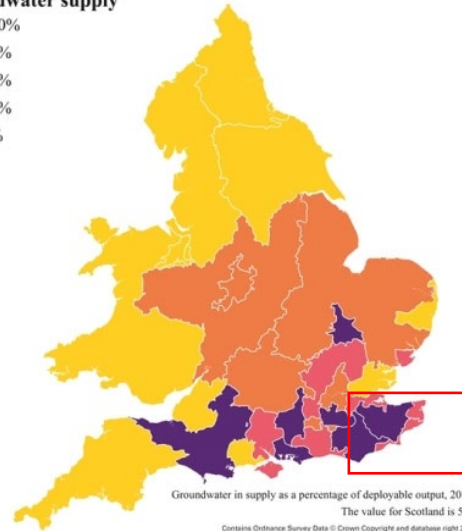 water supply
0%
%
%
%
%
Groundwater in supply as a percentage of deployable output, 20
The value for Scotland is 5
Contains Ordnance Survey Data © Crown Copyright and database right 2